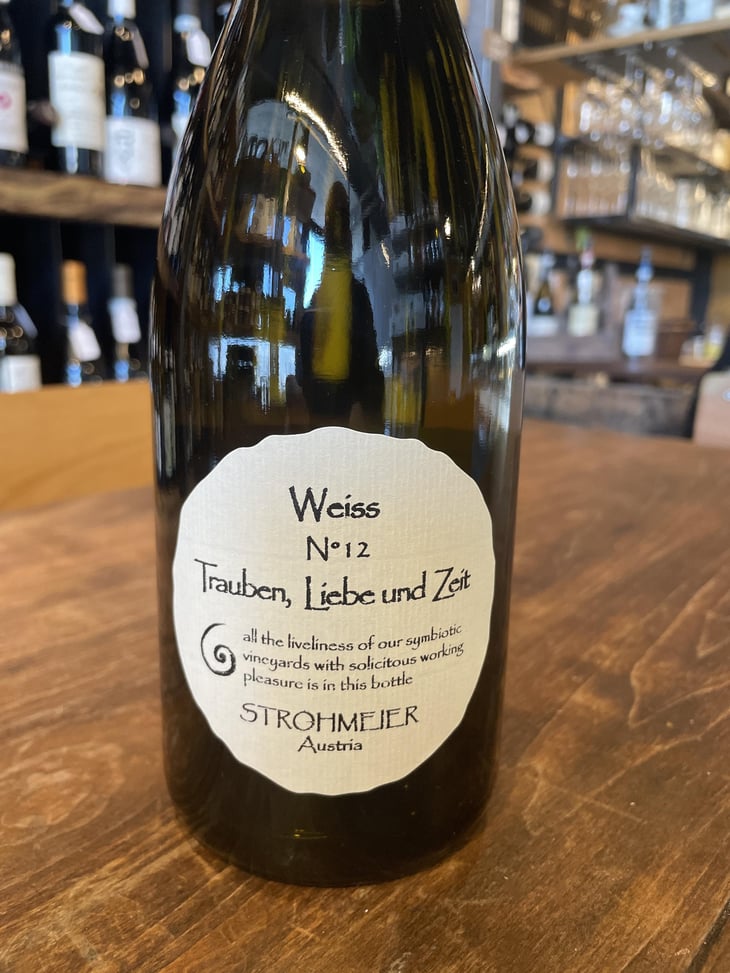 Weiss
Nº12
Trauben, Liebe und Zeit
all the liveliness of our symbiotic
vineyards with solicitous working
pleasure is in this bottle
STROHMEIER
Austria